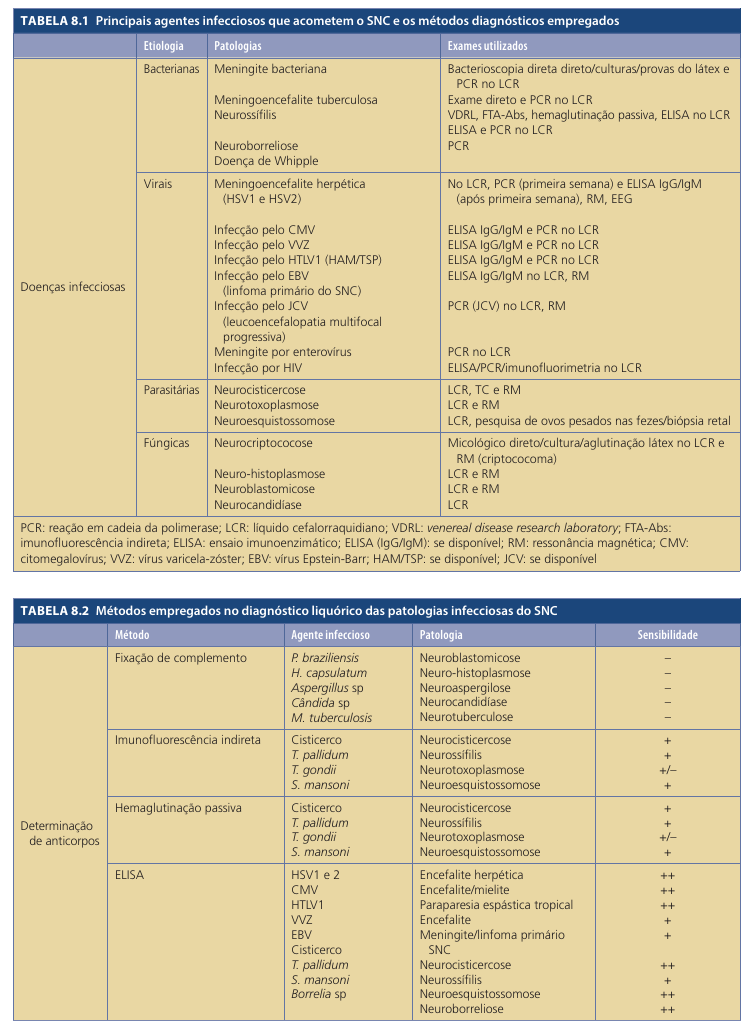 TABELA 8.1 Principais agentes infecciosos que acometem o SNC e os métodos diagnósticos empregados
Etiologia Patologias Exames utilizados
Doenças infecciosas
Bacterianas Meningite bacteriana Bacterioscopia direta direto/culturas/provas do látex e
PCR no LCR
Meningoencefalite tuberculosa Exame direto e PCR no LCR
Neurossífilis VDRL, FTA-Abs, hemaglutinação passiva, ELISA no LCR
ELISA e PCR no LCR
Neuroborreliose PCR
Doença de Whipple
Virais Meningoencefalite herpética No LCR, PCR (primeira semana) e ELISA IgG/IgM
(HSV1 e HSV2) (após primeira semana), RM, EEG
Infecção pelo CMV ELISA IgG/IgM e PCR no LCR
Infecção pelo VVZ ELISA IgG/IgM e PCR no LCR
Infecção pelo HTLV1 (HAM/TSP) ELISA IgG/IgM e PCR no LCR
Infecção pelo EBV ELISA IgG/IgM no LCR, RM
(linfoma primário do SNC)
Infecção pelo JCV PCR (JCV) no LCR, RM
(leucoencefalopatia multifocal
progressiva)
Meningite por enterovírus PCR no LCR
Infecção por HIV ELISA/PCR/imunofluorimetria no LCR
Parasitárias Neurocisticercose LCR, TC e RM
Neurotoxoplasmose LCR e RM
Neuroesquistossomose LCR, pesquisa de ovos pesados nas fezes/biópsia retal
Fúngicas Neurocriptococose Micológico direto/cultura/aglutinação látex no LCR e
RM (criptococoma)
Neuro-histoplasmose LCR e RM
Neuroblastomicose LCR e RM
Neurocandidíase LCR
PCR: reação em cadeia da polimerase; LCR: líquido cefalorraquidiano; VDRL: venereal disease research laboratory; FTA-Abs:
imunofluorescência indireta; ELISA: ensaio imunoenzimático; ELISA (IgG/IgM): se disponível; RM: ressonância magnética; CMV:
citomegalovírus; VVZ: vírus varicela-zóster; EBV: vírus Epstein-Barr; HAM/TSP: se disponível; JCV: se disponível
TABELA 8.2 Métodos empregados no diagnóstico liquórico das patologias infecciosas do SNC
Método Agente infeccioso Patologia Sensibilidade
Determinação
de anticorpos
Fixação de complemento P. braziliensis Neuroblastomicose –
H. capsulatum Neuro-histoplasmose –
Aspergillus sp Neuroaspergilose –
Cândida sp Neurocandidíase –
M. tuberculosis Neurotuberculose –
Imunofluorescência indireta Cisticerco Neurocisticercose +
T. pallidum Neurossífilis +
T. gondii Neurotoxoplasmose +/–
S. mansoni Neuroesquistossomose +
Hemaglutinação passiva Cisticerco Neurocisticercose +
T. pallidum Neurossífilis +
T. gondii Neurotoxoplasmose +/–
S. mansoni Neuroesquistossomose +
ELISA HSV1 e 2 Encefalite herpética ++
CMV Encefalite/mielite ++
HTLV1 Paraparesia espástica tropical ++
VVZ Encefalite +
EBV Meningite/linfoma primário +
Cisticerco SNC
T. pallidum Neurocisticercose ++
S. mansoni Neurossífilis +
Borrelia sp Neuroesquistossomose ++
Neuroborreliose ++